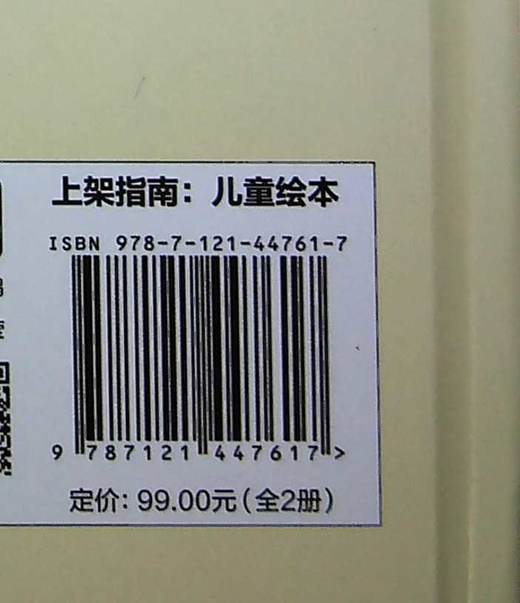 上架指南：儿童绘本
ISBN 978-7-121-44761-7
9 787121 447617 >
定价：99.00元（全2册）